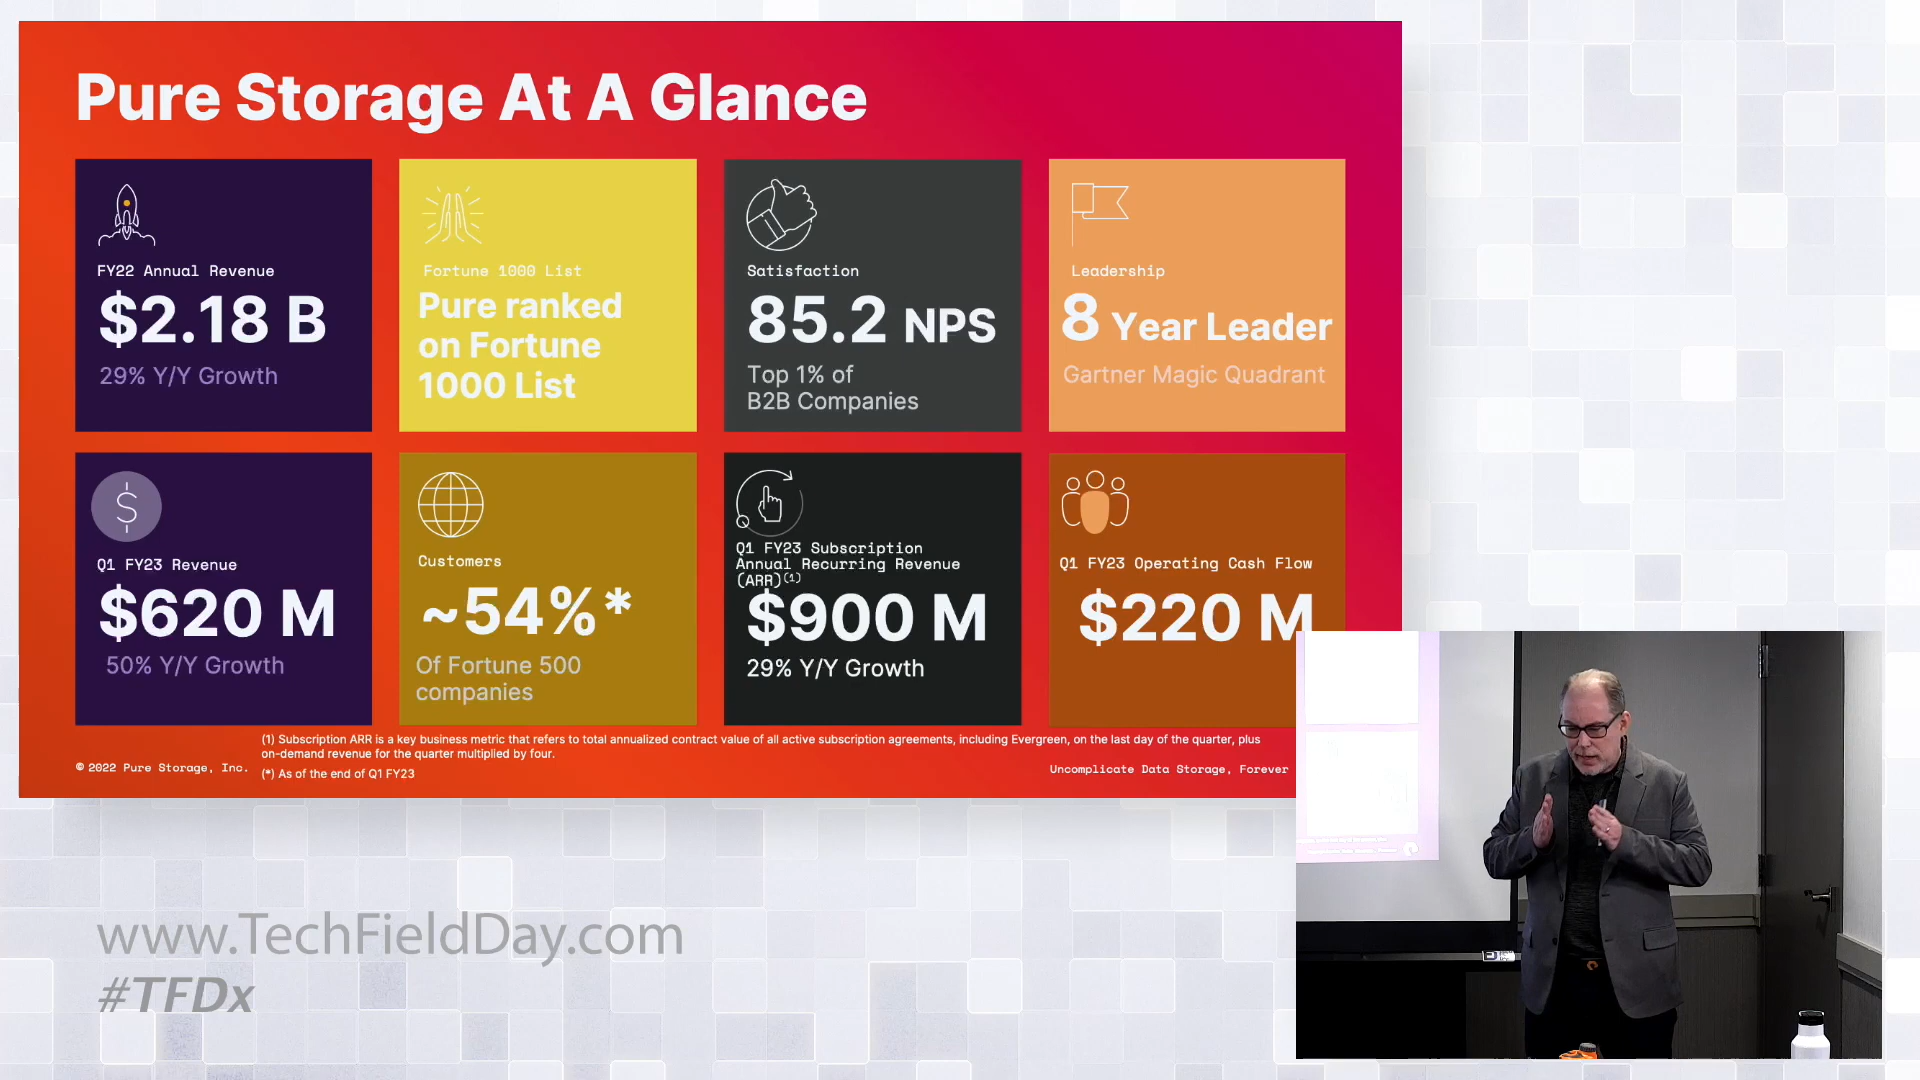 Pure Storage At A Glance
FY22 Annual Revenue
$2.18 B
29% Y/Y Growth
Fortune 1000 List
Pure ranked
on Fortune
1000 List
Satisfaction
85.2 NPS
Top 1% of
B2B Companies
Leadership
8 Year Leader
Gartner Magic Quadrant
Q1 FY23 Revenue
$620 M
50% Y/Y Growth
Customers
~54%*
Of Fortune 500
companies
Q1 FY23 Subscription
Annual Recurring Revenue
(ARR)(1)
$900 M
29% Y/Y Growth
Q1 FY23 Operating Cash Flow
$220 M
(1) Subscription ARR is a key business metric that refers to total annualized contract value of all active subscription agreements, including Evergreen, on the last day of the quarter, plus
on-demand revenue for the quarter multiplied by four.
(*) As of the end of Q1 FY23
© 2022 Pure Storage, Inc.
Uncomplicate Data Storage, Forever
www.TechFieldDay.com
#TFDx